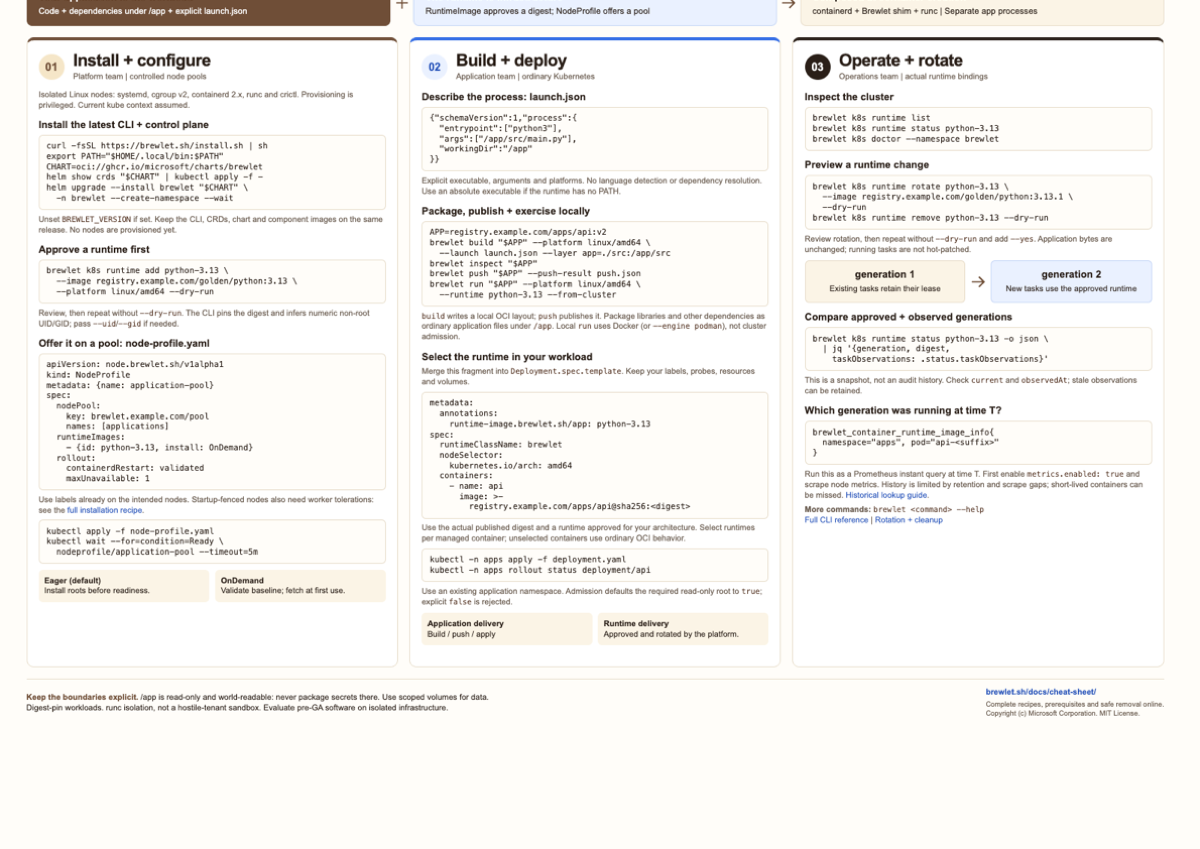 Code + dependencies under /app + explicit launch.json
+
RuntimeImage approves a digest; NodeProfile offers a pool
→
containerd + Brewlet shim + runc | Separate app processes
01
Install + configure
Platform team | controlled node pools
Isolated Linux nodes: systemd, cgroup v2, containerd 2.x, runc and crictl. Provisioning is
privileged. Current kube context assumed.
Install the latest CLI + control plane
curl -fsSL https://brewlet.sh/install.sh | sh
export PATH="$HOME/.local/bin:$PATH"
CHART=oci://ghcr.io/microsoft/charts/brewlet
helm show crds "$CHART" | kubectl apply -f -
helm upgrade --install brewlet "$CHART" \
-n brewlet --create-namespace --wait
Unset BREWLET_VERSION if set. Keep the CLI, CRDs, chart and component images on the same
release. No nodes are provisioned yet.
Approve a runtime first
brewlet k8s runtime add python-3.13 \
--image registry.example.com/golden/python:3.13 \
--platform linux/amd64 --dry-run
Review, then repeat without --dry-run. The CLI pins the digest and infers numeric non-root
UID/GID; pass --uid/--gid if needed.
Offer it on a pool: node-profile.yaml
apiVersion: node.brewlet.sh/v1alpha1
kind: NodeProfile
metadata: {name: application-pool}
spec:
nodePool:
key: brewlet.example.com/pool
names: [applications]
runtimeImages:
- {id: python-3.13, install: OnDemand}
rollout:
containerdRestart: validated
maxUnavailable: 1
Use labels already on the intended nodes. Startup-fenced nodes also need worker tolerations:
see the full installation recipe.
kubectl apply -f node-profile.yaml
kubectl wait --for=condition=Ready \
nodeprofile/application-pool --timeout=5m
Eager (default)
Install roots before readiness.
OnDemand
Validate baseline; fetch at first use.
02
Build + deploy
Application team | ordinary Kubernetes
Describe the process: launch.json
{"schemaVersion":1,"process":{
"entrypoint":["python3"],
"args":["/app/src/main.py"],
"workingDir":"/app"
}}
Explicit executable, arguments and platforms. No language detection or dependency resolution.
Use an absolute executable if the runtime has no PATH.
Package, publish + exercise locally
APP=registry.example.com/apps/api:v2
brewlet build "$APP" --platform linux/amd64 \
--launch launch.json --layer app=./src:/app/src
brewlet inspect "$APP"
brewlet push "$APP" --push-result push.json
brewlet run "$APP" --platform linux/amd64 \
--runtime python-3.13 --from-cluster
build writes a local OCI layout; push publishes it. Package libraries and other dependencies as
ordinary application files under /app. Local run uses Docker (or --engine podman), not cluster
admission.
Select the runtime in your workload
Merge this fragment into Deployment.spec.template. Keep your labels, probes, resources
and volumes.
metadata:
annotations:
runtime-image.brewlet.sh/app: python-3.13
spec:
runtimeClassName: brewlet
nodeSelector:
kubernetes.io/arch: amd64
containers:
- name: api
image: >-
registry.example.com/apps/api@sha256:<digest>
Use the actual published digest and a runtime approved for your architecture. Select runtimes
per managed container; unselected containers use ordinary OCI behavior.
kubectl -n apps apply -f deployment.yaml
kubectl -n apps rollout status deployment/api
Use an existing application namespace. Admission defaults the required read-only root to true;
explicit false is rejected.
Application delivery
Build / push / apply
Runtime delivery
Approved and rotated by the platform.
03
Operate + rotate
Operations team | actual runtime bindings
Inspect the cluster
brewlet k8s runtime list
brewlet k8s runtime status python-3.13
brewlet k8s doctor --namespace brewlet
Preview a runtime change
brewlet k8s runtime rotate python-3.13 \
--image registry.example.com/golden/python:3.13.1 \
--dry-run
brewlet k8s runtime remove python-3.13 --dry-run
Review rotation, then repeat without --dry-run and add --yes. Application bytes are
unchanged; running tasks are not hot-patched.
generation 1
Existing tasks retain their lease
→
generation 2
New tasks use the approved runtime
Compare approved + observed generations
brewlet k8s runtime status python-3.13 -o json \
| jq '{generation, digest,
taskObservations: .status.taskObservations}'
This is a snapshot, not an audit history. Check current and observedAt; stale observations
can be retained.
Which generation was running at time T?
brewlet_container_runtime_image_info{
namespace="apps", pod="api-<suffix>"
}
Run this as a Prometheus instant query at time T. First enable metrics.enabled: true and
scrape node metrics. History is limited by retention and scrape gaps; short-lived containers can
be missed. Historical lookup guide.
More commands: brewlet <command> --help
Full CLI reference | Rotation + cleanup
Keep the boundaries explicit. /app is read-only and world-readable: never package secrets there. Use scoped volumes for data.
Digest-pin workloads. runc isolation, not a hostile-tenant sandbox. Evaluate pre-GA software on isolated infrastructure.
brewlet.sh/docs/cheat-sheet/
Complete recipes, prerequisites and safe removal online.
Copyright (c) Microsoft Corporation. MIT License.